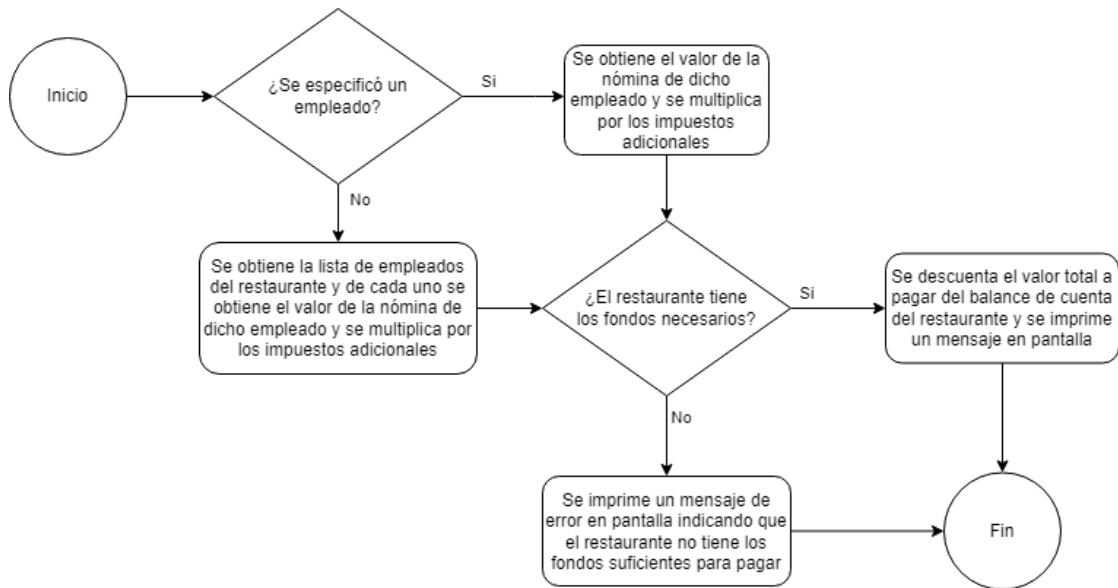 Inicio
¿Se especificó un
empleado?
Si
Se obtiene el valor de la
nómina de dicho
empleado y se multiplica
por los impuestos
adicionales
No
Se obtiene la lista de empleados
del restaurante y de cada uno se
obtiene el valor de la nómina de
dicho empleado y se multiplica por
los impuestos adicionales
¿El restaurante tiene
los fondos necesarios?
Si
Se descuenta el valor total a
pagar del balance de cuenta
del restaurante y se imprime
un mensaje en pantalla
No
Se imprime un mensaje de
error en pantalla indicando que
el restaurante no tiene los
fondos suficientes para pagar
Fin